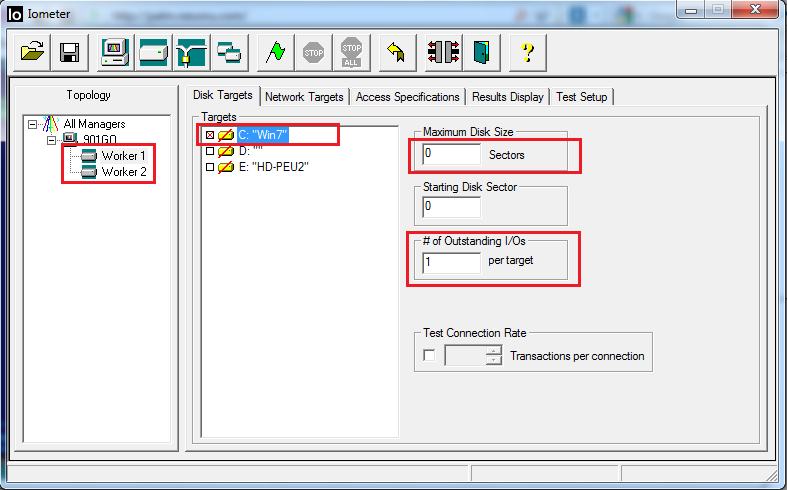 Iometer
STOP
STOP
ALL
?
Topology
All Managers
901GO
Worker 1
Worker 2
Disk Targets
Network Targets
Access Specifications
Results Display
Test Setup
Targets
C: "Win7"
D: ""
E: "HD-PEU2"
Maximum Disk Size
0 Sectors
Starting Disk Sector
0
# of Outstanding I/Os
1 per target
Test Connection Rate
Transactions per connection